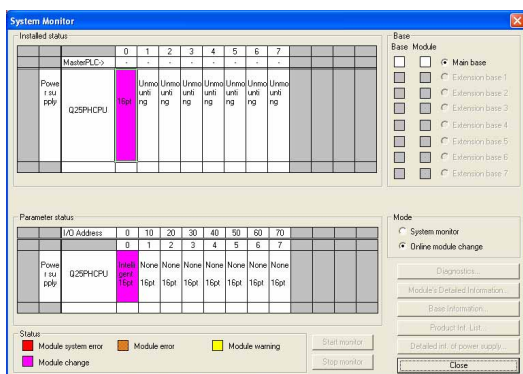 System Monitor
Installed status
0 1 2 3 4 5 6 7
MasterPLC-> - - - - - - - -
Powe
r su
pply
Q25PHCPU
16pt
Unmo
unti
ng
Unmo
unti
ng
Unmo
unti
ng
Unmo
unti
ng
Unmo
unti
ng
Unmo
unti
ng
Unmo
unti
ng
Base
Base Module
Main base
Extension base 1
Extension base 2
Extension base 3
Extension base 4
Extension base 5
Extension base 6
Extension base 7
Parameter status
I/O Address 0 10 20 30 40 50 60 70
0 1 2 3 4 5 6 7
Powe
r su
pply
Q25PHCPU
Intelli
gent
16pt
None
16pt
None
16pt
None
16pt
None
16pt
None
16pt
None
16pt
None
16pt
Mode
System monitor
Online module change
Diagnostics...
Module's Detailed Information...
Base Information...
Product Inf. List...
Detailed inf. of power supply...
Close
Status
Module system error
Module error
Module warning
Module change
Start monitor
Stop monitor